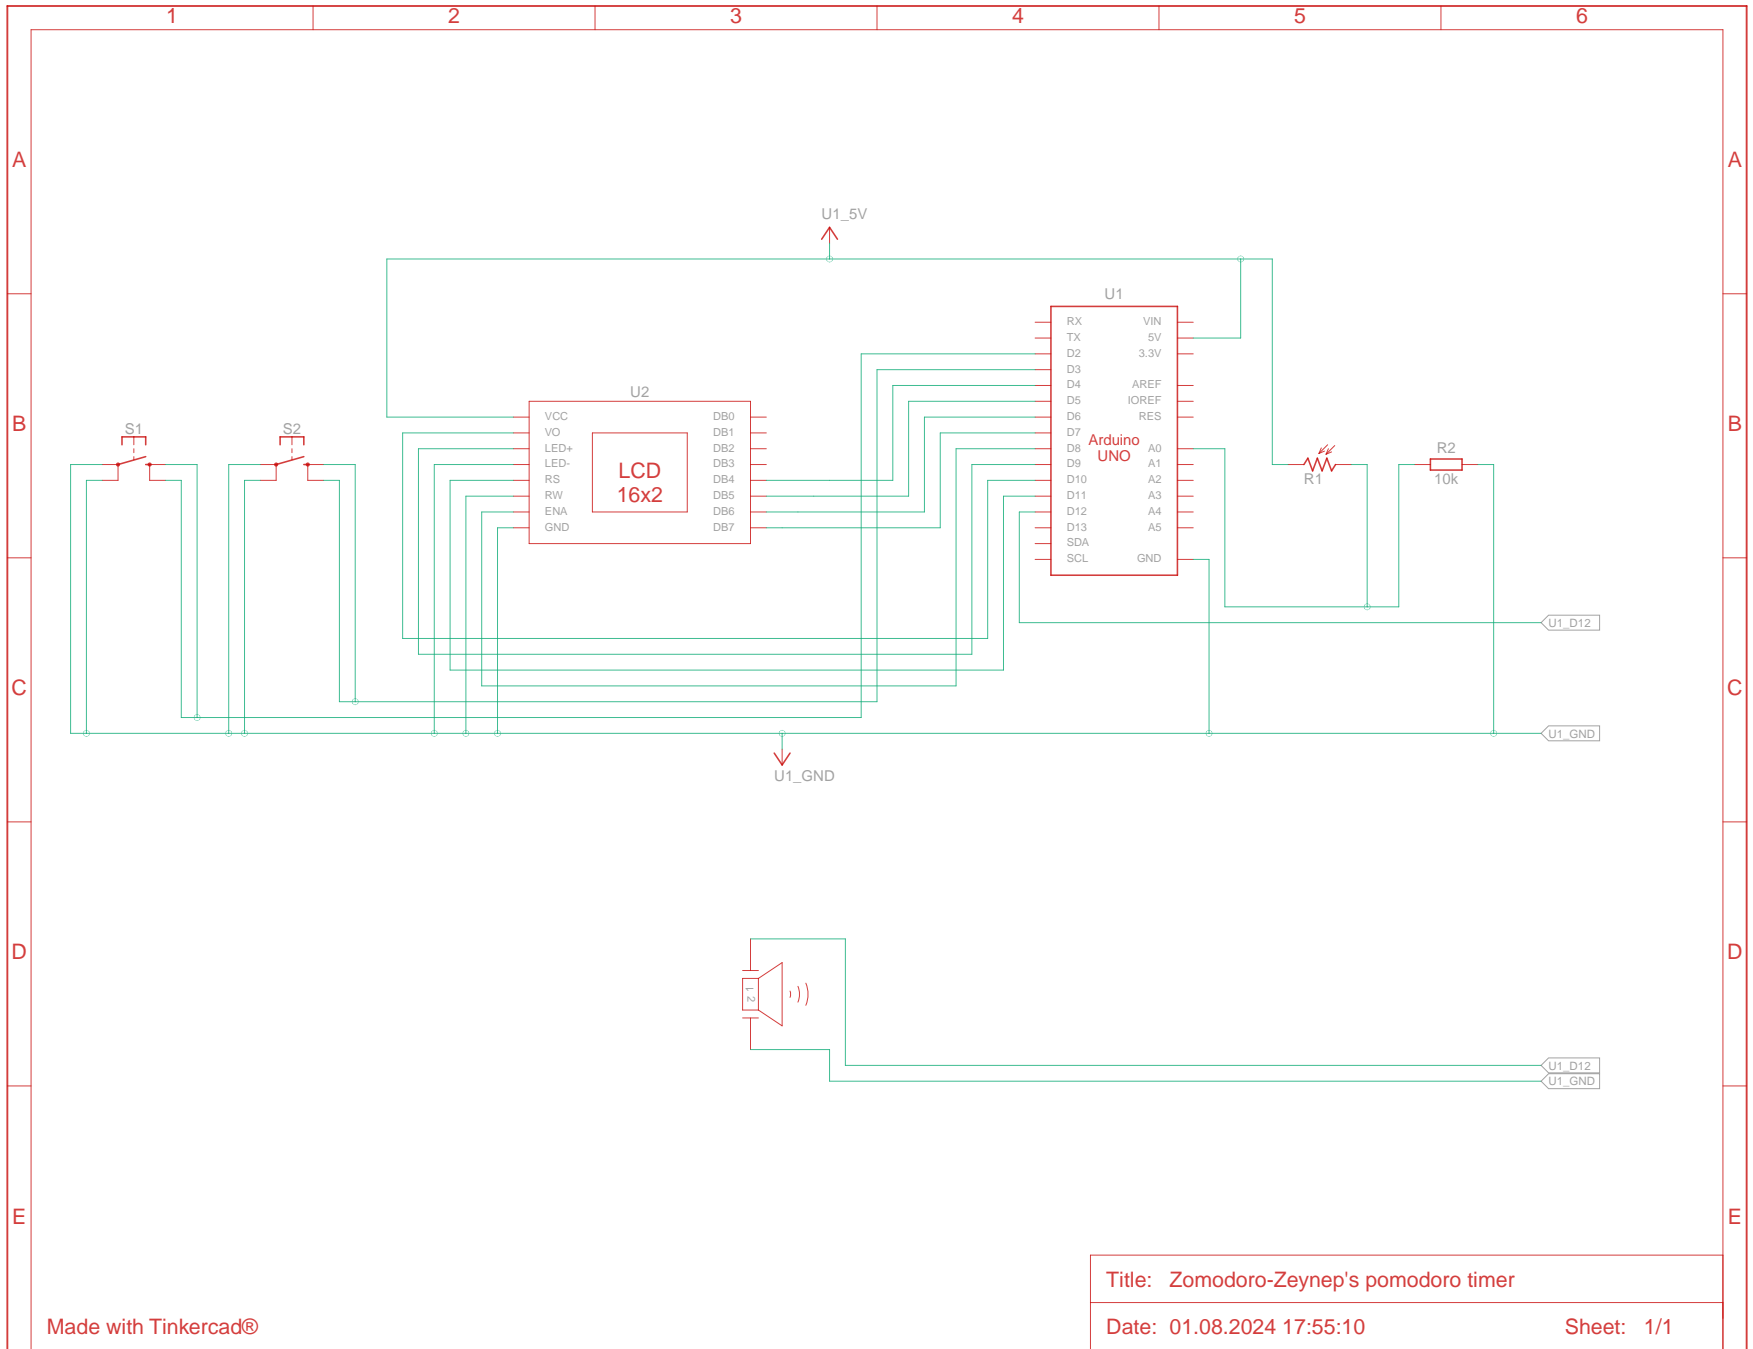 1 2 3 4 5 6
A A
U1_5V
U1
RX VIN
TX 5V
D2 3.3V
D3
D4 AREF
D5 IOREF
D6 RES
D7
D8 A0
D9 A1
D10 A2
D11 A3
D12 A4
D13 A5
SDA
SCL GND
Arduino
UNO
B B
S1 S2
U2
VCC DB0
VO DB1
LED+ DB2
LED- DB3
RS DB4
RW DB5
ENA DB6
GND DB7
LCD
16x2
R1
R2
10k
U1_D12
C C
U1_GND
U1_GND
D D
1 2
U1_D12
U1_GND
E E
Title: Zomodoro-Zeynep's pomodoro timer
Made with Tinkercad®
Date: 01.08.2024 17:55:10 Sheet: 1/1